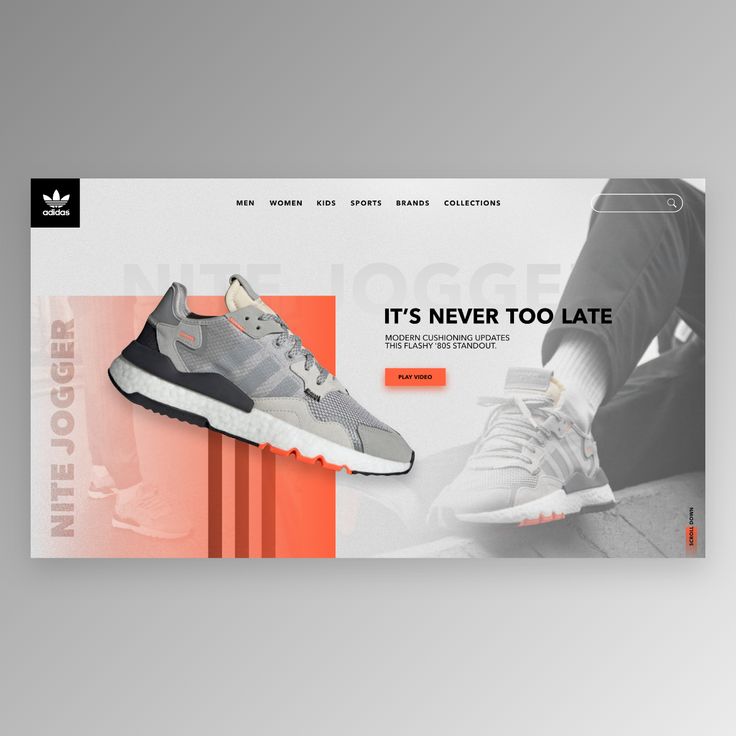 adidas
MEN WOMEN KIDS SPORTS BRANDS COLLECTIONS
NITE JOGGER
IT'S NEVER TOO LATE
MODERN CUSHIONING UPDATES
THIS FLASHY '80S STANDOUT.
PLAY VIDEO
NITE JOGGER
SCROLL DOWN